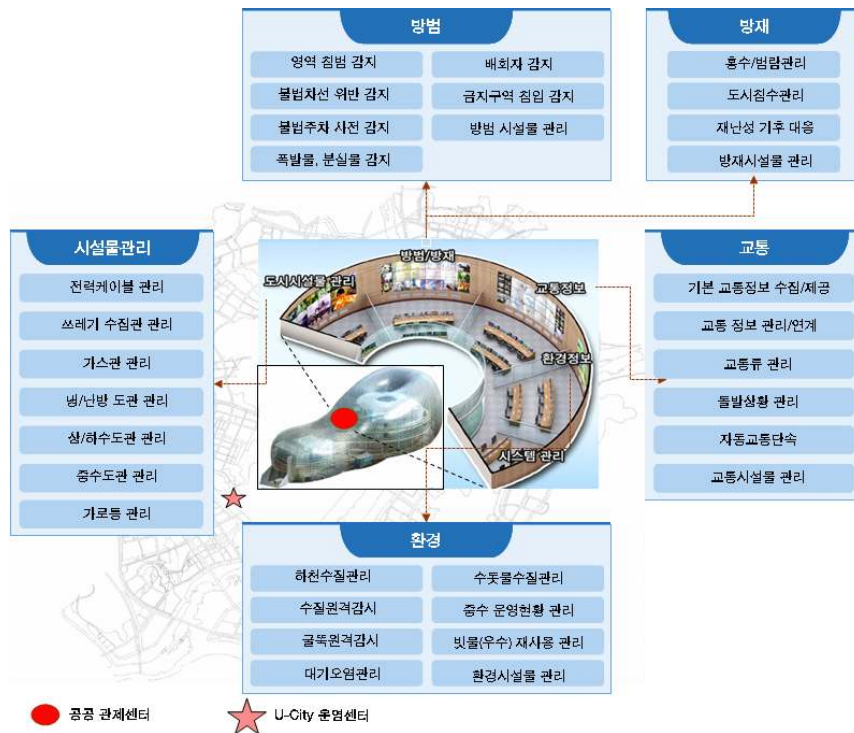 방범
영역 침범 감지
배회자 감지
불법차선 위반 감지
금지구역 침입 감지
불법주차 사전 감지
방범 시설물 관리
폭발물, 분실물 감지
방재
홍수/범람관리
도시침수관리
재난성 기후 대응
방재시설물 관리
시설물관리
전력케이블 관리
쓰레기 수집관 관리
가스관 관리
냉/난방 도관 관리
상/하수도관 관리
중수도관 관리
가로등 관리
방범/방재
도시시설물 관리
교통정보
환경정보
시스템 관리
교통
기본 교통정보 수집/제공
교통 정보 관리/연계
교통류 관리
돌발상황 관리
자동교통단속
교통시설물 관리
환경
하천수질관리
수돗물수질관리
수질원격감시
중수 운영현황 관리
굴뚝원격감시
빗물(우수) 재사용 관리
대기오염관리
환경시설물 관리
공공 관제센터
U-City 운영센터